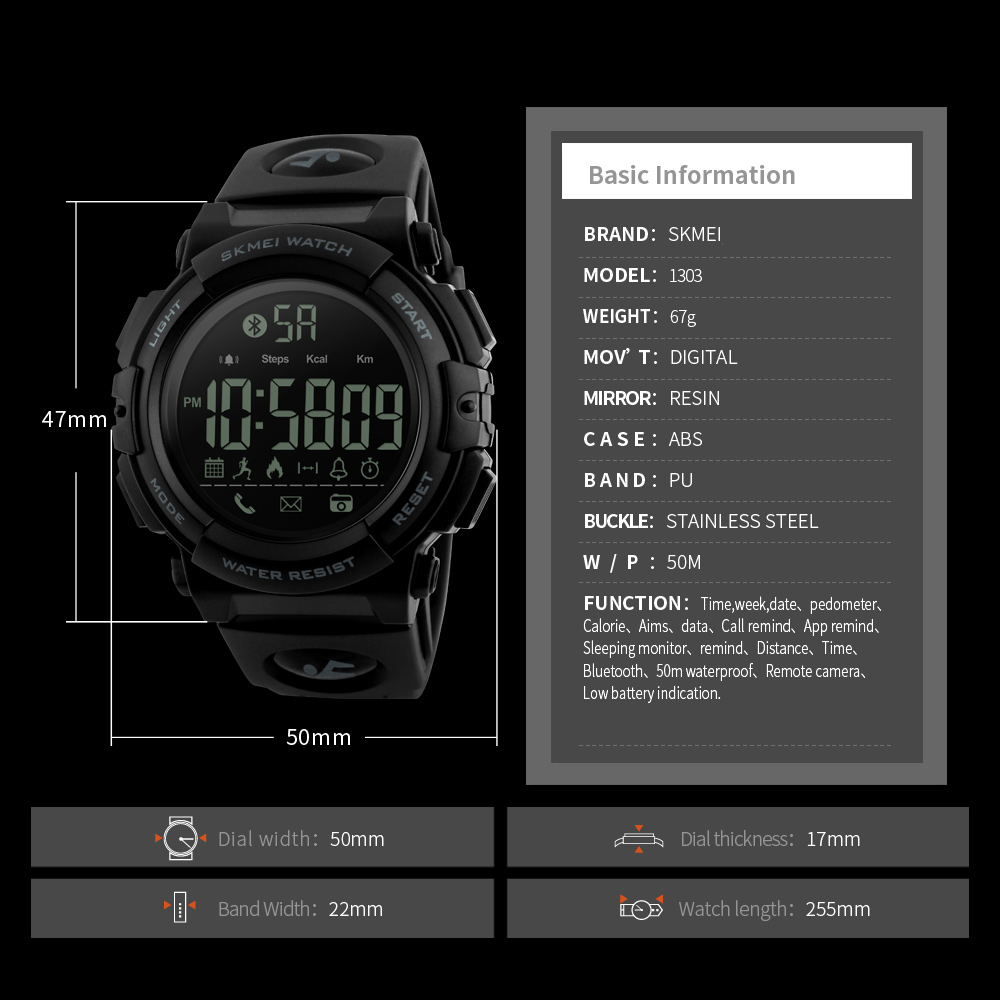 SKMEI WATCH
LIGHT
START
SA
Steps Kcal Km
PM 10:58 09
MODE
RESET
WATER RESIST
47mm
50mm
Basic Information
BRAND: SKMEI
MODEL: 1303
WEIGHT: 67g
MOV’ T: DIGITAL
MIRROR: RESIN
CASE: ABS
BAND: PU
BUCKLE: STAINLESS STEEL
W / P : 50M
FUNCTION: Time,week,date、pedometer、
Calorie、Aims、data、Call remind、App remind、
Sleeping monitor、remind、Distance、Time、
Bluetooth、50m waterproof、Remote camera、
Low battery indication.
Dial width: 50mm
Dial thickness: 17mm
Band Width: 22mm
Watch length: 255mm